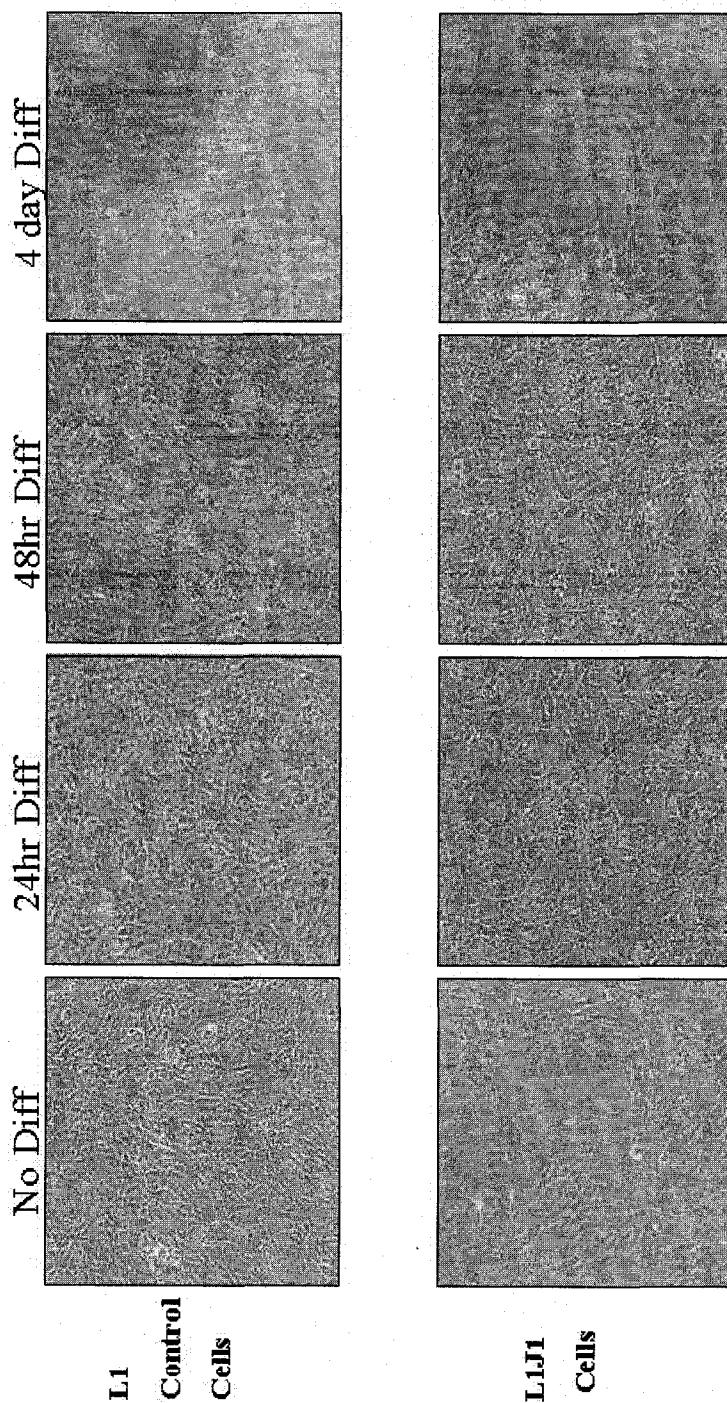 No Diff
24hr Diff
48hr Diff
4 day Diff
L1
Control
Cells
L1J1
Cells